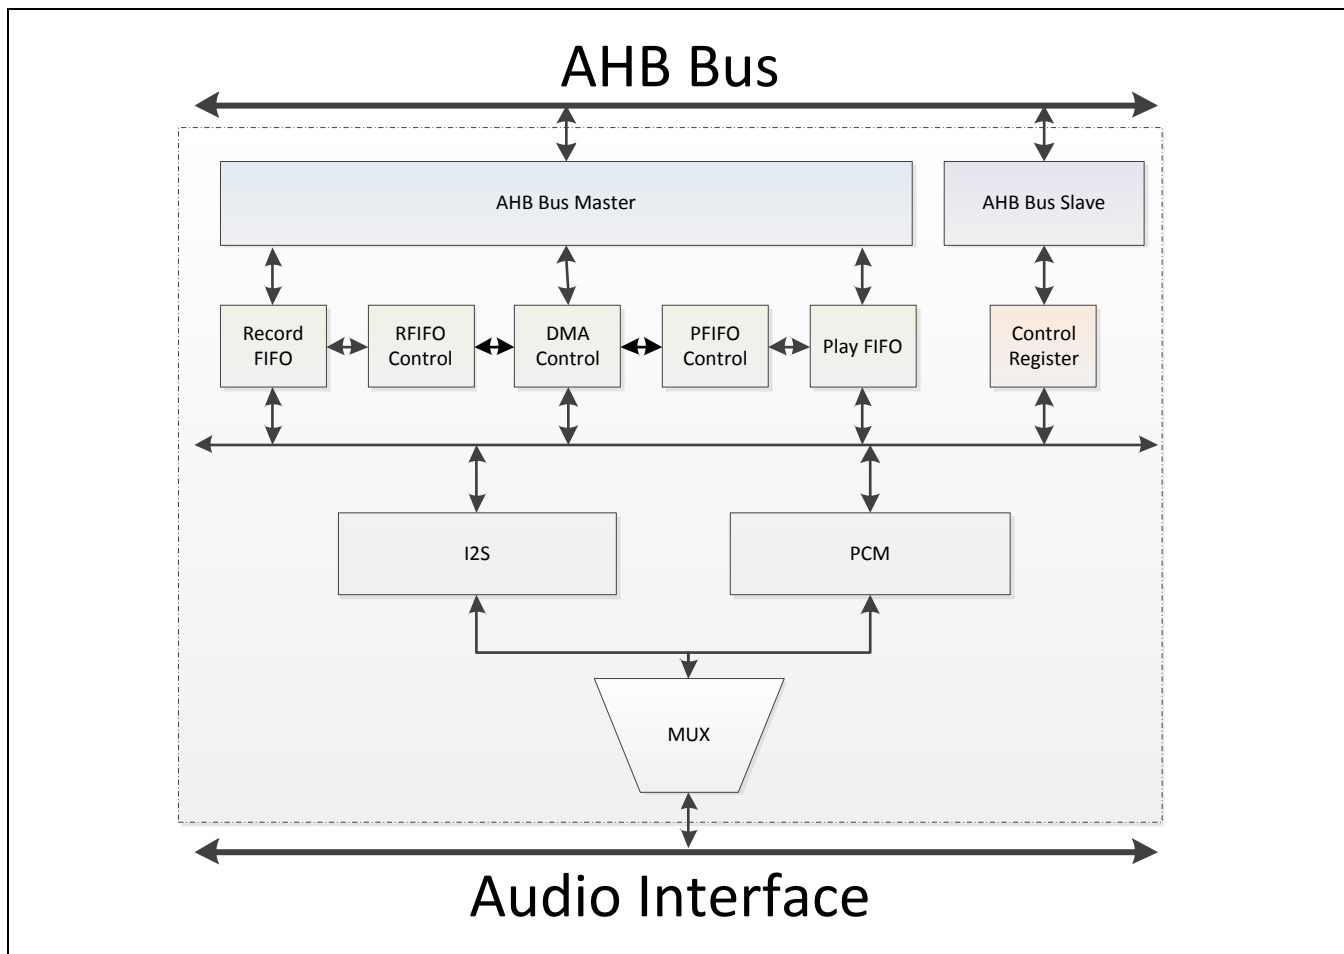 AHB Bus
AHB Bus Master
AHB Bus Slave
Record
FIFO
RFIFO
Control
DMA
Control
PFIFO
Control
Play FIFO
Control
Register
I2S
PCM
MUX
Audio Interface